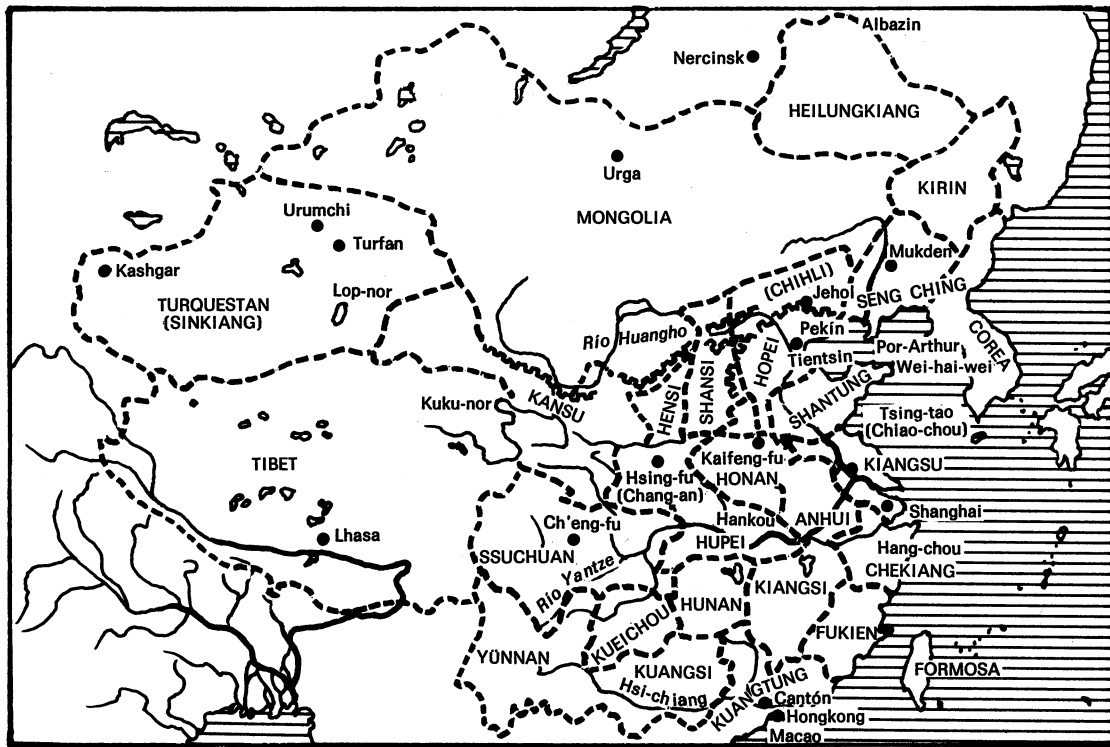 Albazin
Nercinsk
HEILUNGKIANG
Urga
KIRIN
MONGOLIA
Urumchi
Turfan
Mukden
Kashgar
(CHIHLI)
Jehol
SENG CHING
Lop-nor
TURQUESTAN
(SINKIANG)
Río Huangho
Pekín
COREA
HOPEI
Tientsin
Por-Arthur
Wei-hai-wei
SHANSI
HENSI
KANSU
Kuku-nor
SHANTUNG
Tsing-tao
(Chiao-chou)
TIBET
Kaifeng-fu
HONAN
KIANGSU
Hsing-fu
(Chang-an)
Shanghai
Lhasa
Ch'eng-fu
Hankou
ANHUI
SSUCHUAN
HUPEI
Hang-chou
CHEKIANG
Río Yantze
KIANGSI
HUNAN
KUEICHOU
FUKIEN
YÜNNAN
KUANGSI
Hsi-chiang
KUANGTUNG
FORMOSA
Cantón
Hongkong
Macao